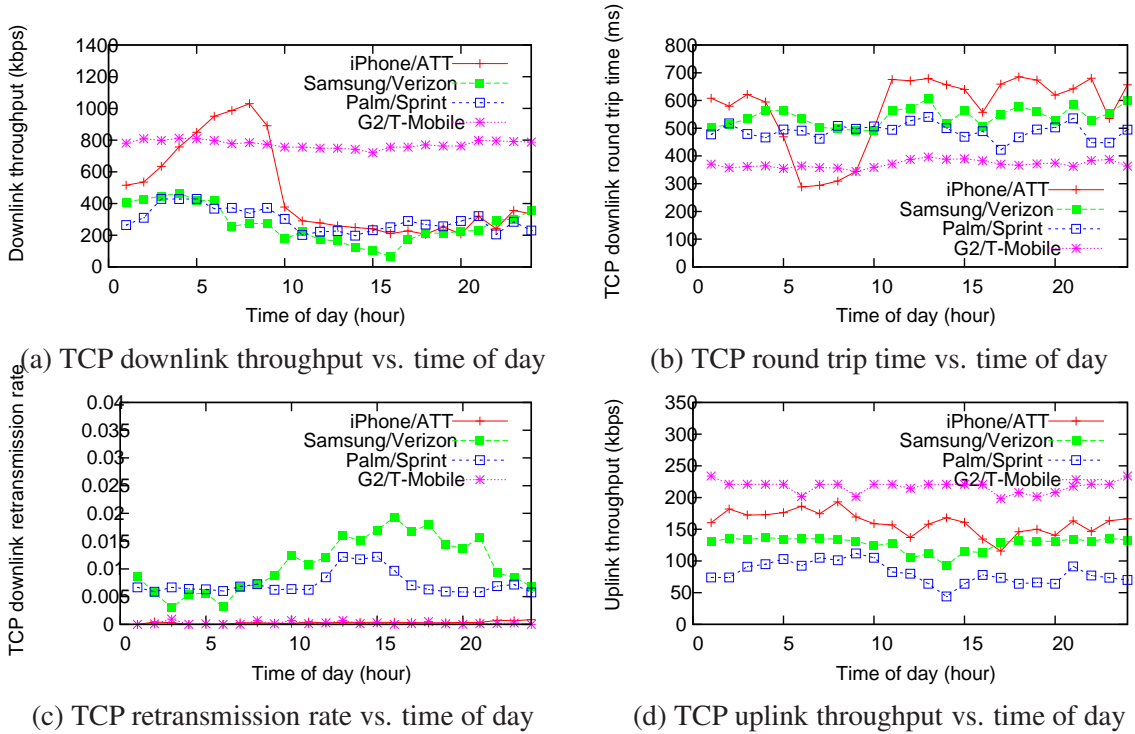 Downlink throughput (kbps)
1400
1200
1000
800
600
400
200
0
iPhone/ATT
Samsung/Verizon
Palm/Sprint
G2/T-Mobile
0 5 10 15 20
Time of day (hour)
(a) TCP downlink throughput vs. time of day
TCP downlink round trip time (ms)
800
700
600
500
400
300
200
100
0
iPhone/ATT
Samsung/Verizon
Palm/Sprint
G2/T-Mobile
0 5 10 15 20
Time of day (hour)
(b) TCP round trip time vs. time of day
TCP downlink retransmission rate
0.04
0.035
0.03
0.025
0.02
0.015
0.01
0.005
0
iPhone/ATT
Samsung/Verizon
Palm/Sprint
G2/T-Mobile
0 5 10 15 20
Time of day (hour)
(c) TCP retransmission rate vs. time of day
Uplink throughput (kbps)
350
300
250
200
150
100
50
0
iPhone/ATT
Samsung/Verizon
Palm/Sprint
G2/T-Mobile
0 5 10 15 20
Time of day (hour)
(d) TCP uplink throughput vs. time of day